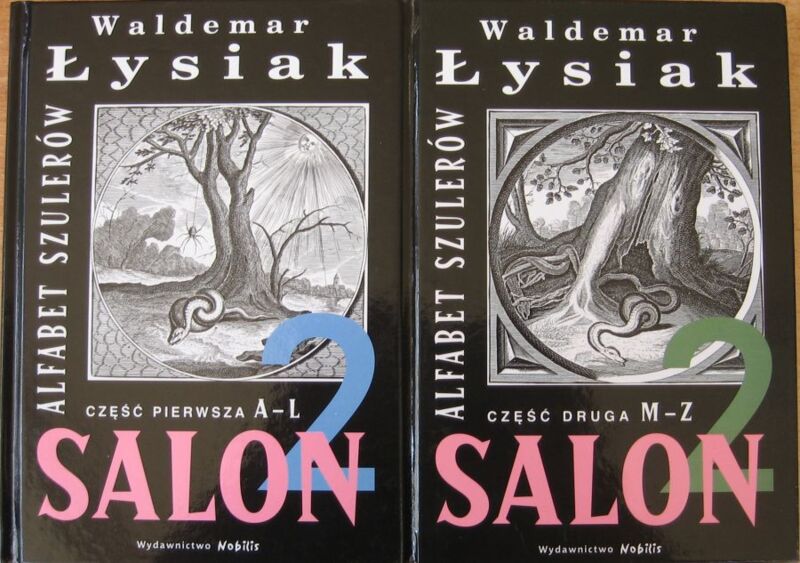 Waldemar
Łysiak
ALFABET SZULERÓW
CZĘŚĆ PIERWSZA A–L
2
SALON
Wydawnictwo Nobilis
Waldemar
Łysiak
ALFABET SZULERÓW
CZĘŚĆ DRUGA M–Z
2
SALON
Wydawnictwo Nobilis